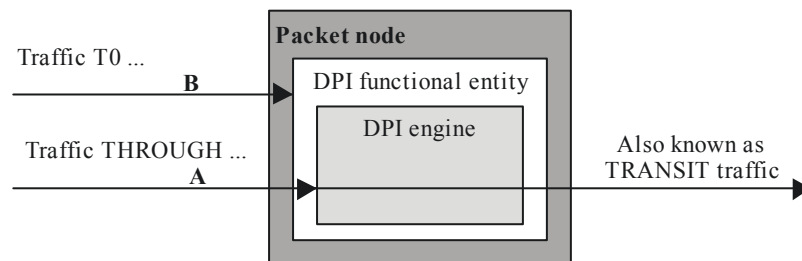 Packet node
Traffic T0 ...
B
DPI functional entity
DPI engine
Traffic THROUGH ...
A
Also known as
TRANSIT traffic